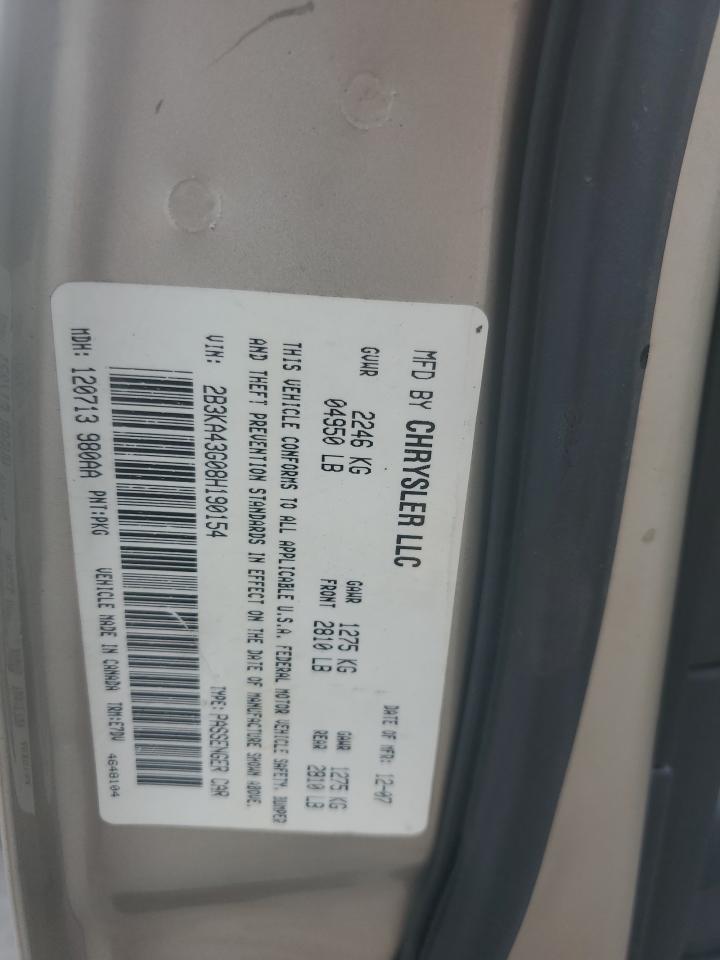 MFD BY CHRYSLER LLC
DATE OF MFR: 12-07
GVWR 2246 KG
04950 LB
GAWR 1275 KG
FRONT 2810 LB
GAWR 1275 KG
REAR 2810 LB
THIS VEHICLE CONFORMS TO ALL APPLICABLE U.S.A. FEDERAL MOTOR VEHICLE SAFETY, BUMPER
AND THEFT PREVENTION STANDARDS IN EFFECT ON THE DATE OF MANUFACTURE SHOWN ABOVE.
VIN: 2B3KA43G08H190154 TYPE: PASSENGER CAR
MDH: 120713 980AA PNT:PKG VEHICLE MADE IN CANADA TRM:E7DV 4648104